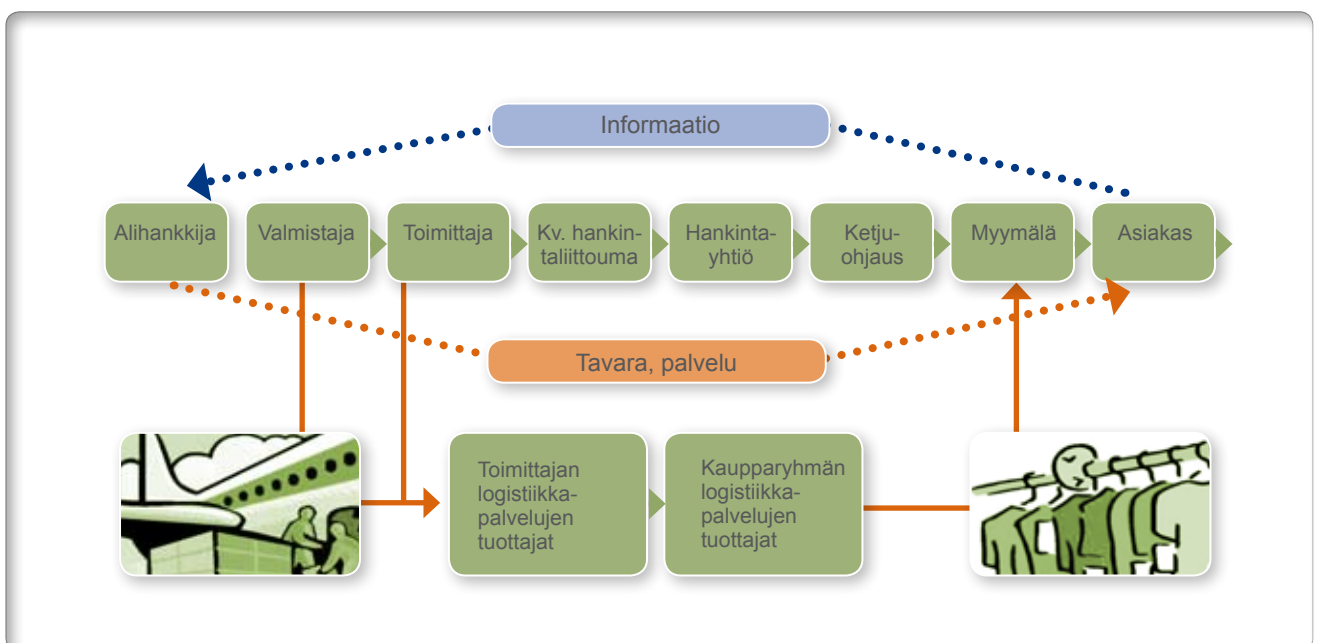 Informaatio
Alihankkija
Valmistaja
Toimittaja
Kv. hankin-
taliittouma
Hankinta-
yhtiö
Ketju-
ohjaus
Myymälä
Asiakas
Tavara, palvelu
Toimittajan
logistiikka-
palvelujen
tuottajat
Kaupparyhmän
logistiikka-
palvelujen
tuottajat